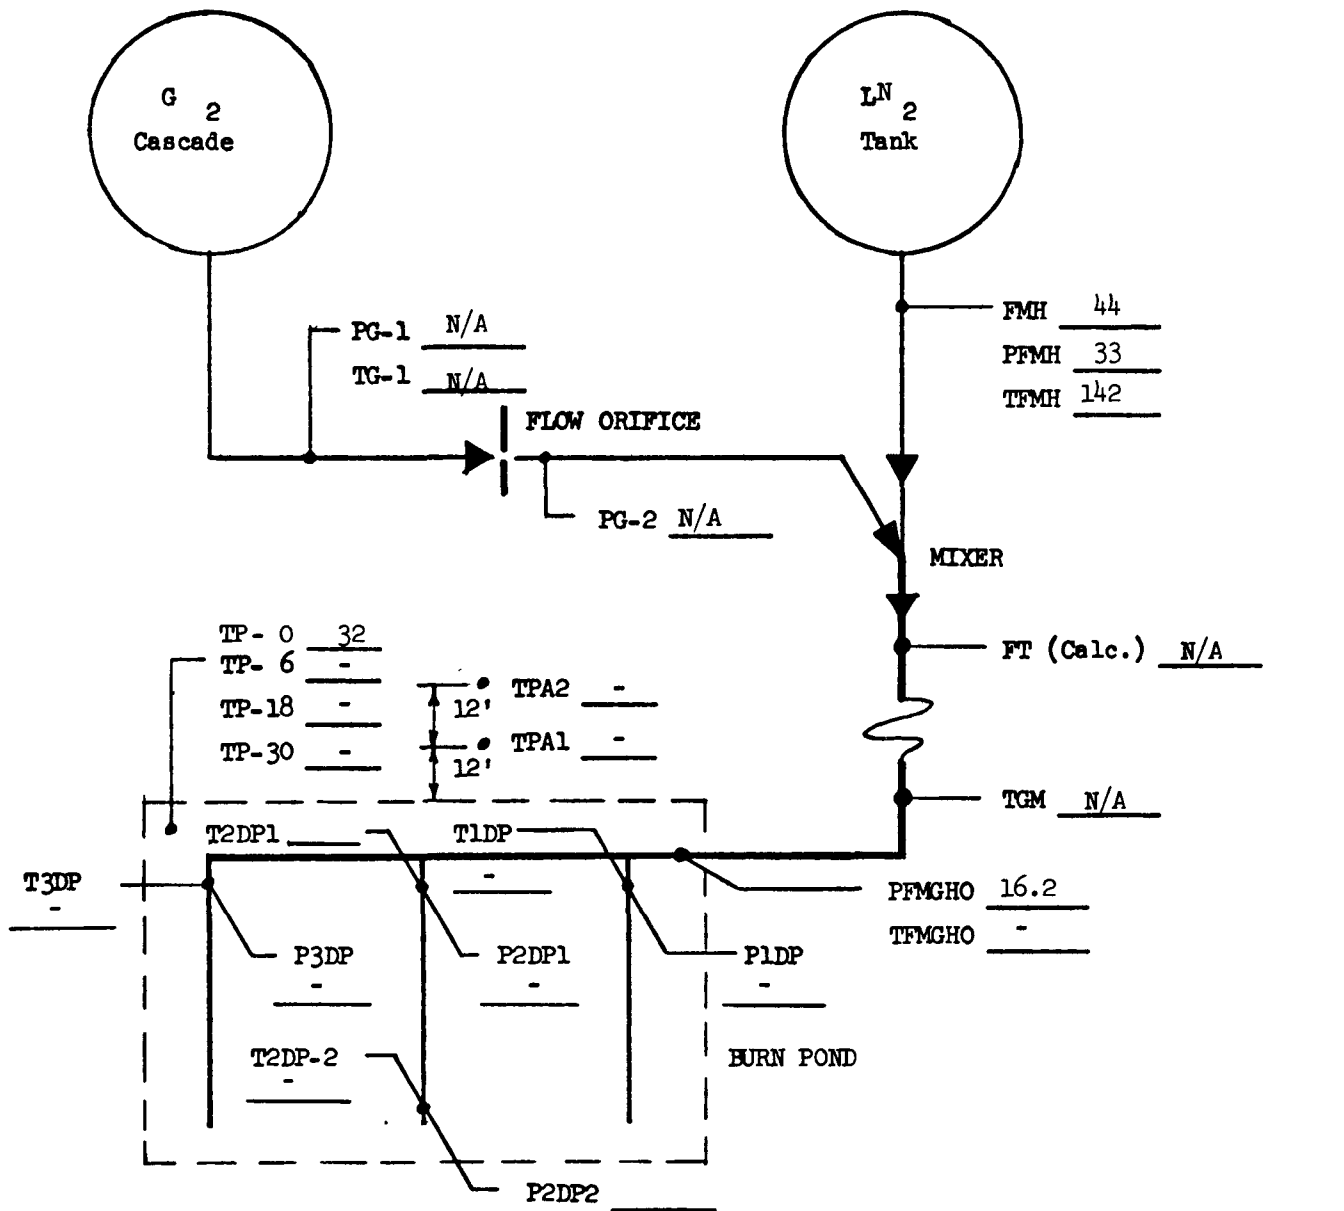 G 2
Cascade
LN2
Tank
FMH 44
PFMH 33
TFMH 142
PG-1 N/A
TG-1 N/A
FLOW ORIFICE
PG-2 N/A
MIXER
FT (Calc.) N/A
TP- 0 32
TP- 6 -
TP-18 -
TP-30 -
TPA2 -
12'
TPA1 -
12'
TGM N/A
T2DP1
T1DP
-
T3DP
-
PFMGHO 16.2
TFMGHO -
P3DP
-
P2DP1
-
P1DP
-
T2DP-2
-
BURN POND
P2DP2